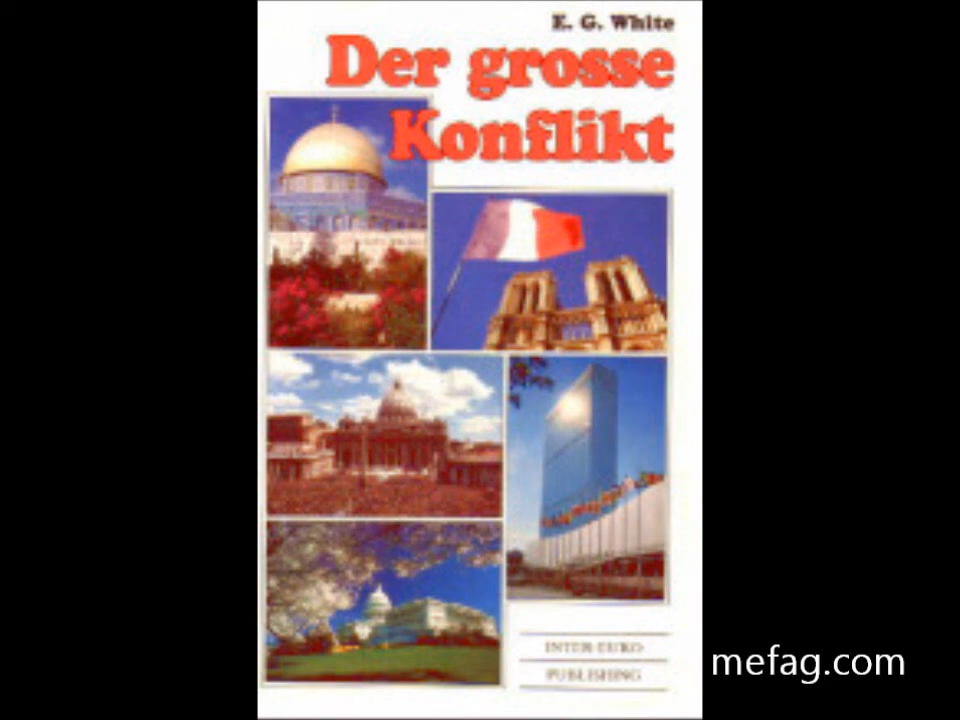 E. G. White
Der grosse
Konflikt
INTER-EURO
PUBLISHING
mefag.com